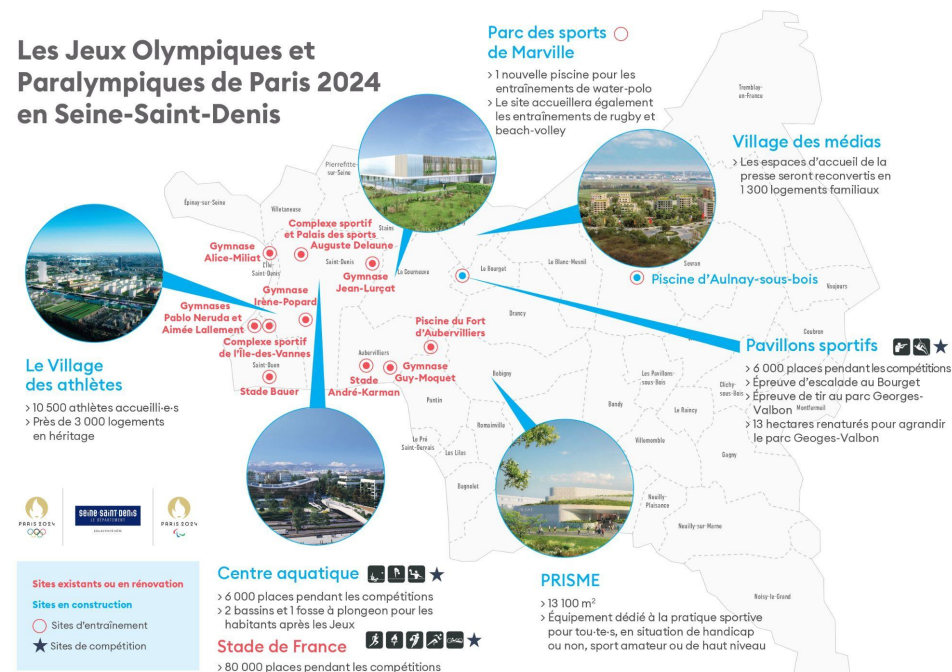 Les Jeux Olympiques et
Paralympiques de Paris 2024
en Seine-Saint-Denis
Parc des sports
de Marville
> 1 nouvelle piscine pour les
entraînements de water-polo
> Le site accueillera également
les entraînements de rugby et
beach-volley
Village des médias
> Les espaces d'accueil de la
presse seront reconvertis en
1 300 logements familiaux
Tremblay-
en-France
Pierrefitte-
sur-Seine
Épinay-sur-Seine
Villetaneuse
Stains
Complexe sportif
et Palais des sports
Auguste Delaune
Gymnase
Alice-Miliat
Île-
Saint-Denis
Saint-Denis
Gymnase
Jean-Lurçat
La Courneuve
Le Bourget
Le Blanc-Mesnil
Sevran
Piscine d'Aulnay-sous-bois
Vaujours
Gymnase
Irène-Popard
Gymnases
Pablo Neruda et
Aimée Lallement
Complexe sportif
de l'Île-des-Vannes
Saint-Ouen
Stade Bauer
Piscine du Fort
d'Aubervilliers
Drancy
Coubron
Aubervilliers
Gymnase
Guy-Moquet
Stade
André-Karman
Bobigny
Pantin
Les Pavillons-
sous-Bois
Clichy-
sous-Bois
Montfermeil
Bondy
Le Raincy
Romainville
Le Pré
Saint-Gervais
Les Lilas
Villemomble
Gagny
Bagnolet
Neuilly-
Plaisance
Neuilly-sur-Marne
Noisy-le-Grand
Le Village
des athlètes
> 10 500 athlètes accueilli·e·s
> Près de 3 000 logements
en héritage
Pavillons sportifs
> 6 000 places pendant les compétitions
> Épreuve d'escalade au Bourget
> Épreuve de tir au parc Georges-
Valbon
> 13 hectares renaturés pour agrandir
le parc Geoges-Valbon
PARIS 2024
seine saint denis
LE DÉPARTEMENT
PARIS 2024
Sites existants ou en rénovation
Sites en construction
Sites d'entraînement
Sites de compétition
Centre aquatique
> 6 000 places pendant les compétitions
> 2 bassins et 1 fosse à plongeon pour les
habitants après les Jeux
Stade de France
> 80 000 places pendant les compétitions
PRISME
> 13 100 m²
> Équipement dédié à la pratique sportive
pour tou·te·s, en situation de handicap
ou non, sport amateur ou de haut niveau